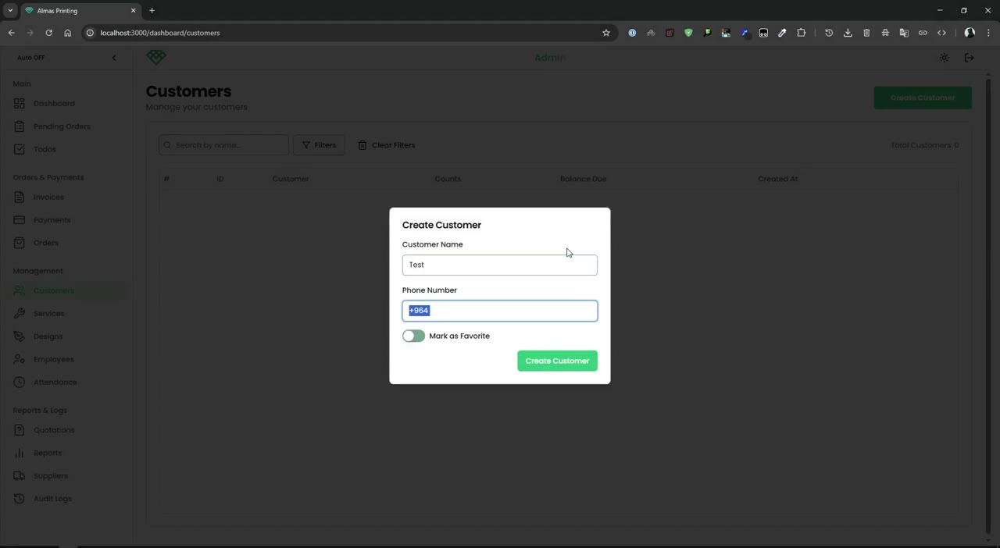 Almas Printing
localhost:3000/dashboard/customers
Auto OFF
Admin
Main
Dashboard
Pending Orders
Todos
Orders & Payments
Invoices
Payments
Orders
Management
Customers
Services
Designs
Employees
Attendance
Reports & Logs
Quotations
Reports
Suppliers
Audit Logs
Customers
Manage your customers
Create Customer
Search by name...
Filters
Clear Filters
Total Customers: 0
# ID Customer Counts Balance Due Created At
Create Customer
Customer Name
Test
Phone Number
+964
Mark as Favorite
Create Customer